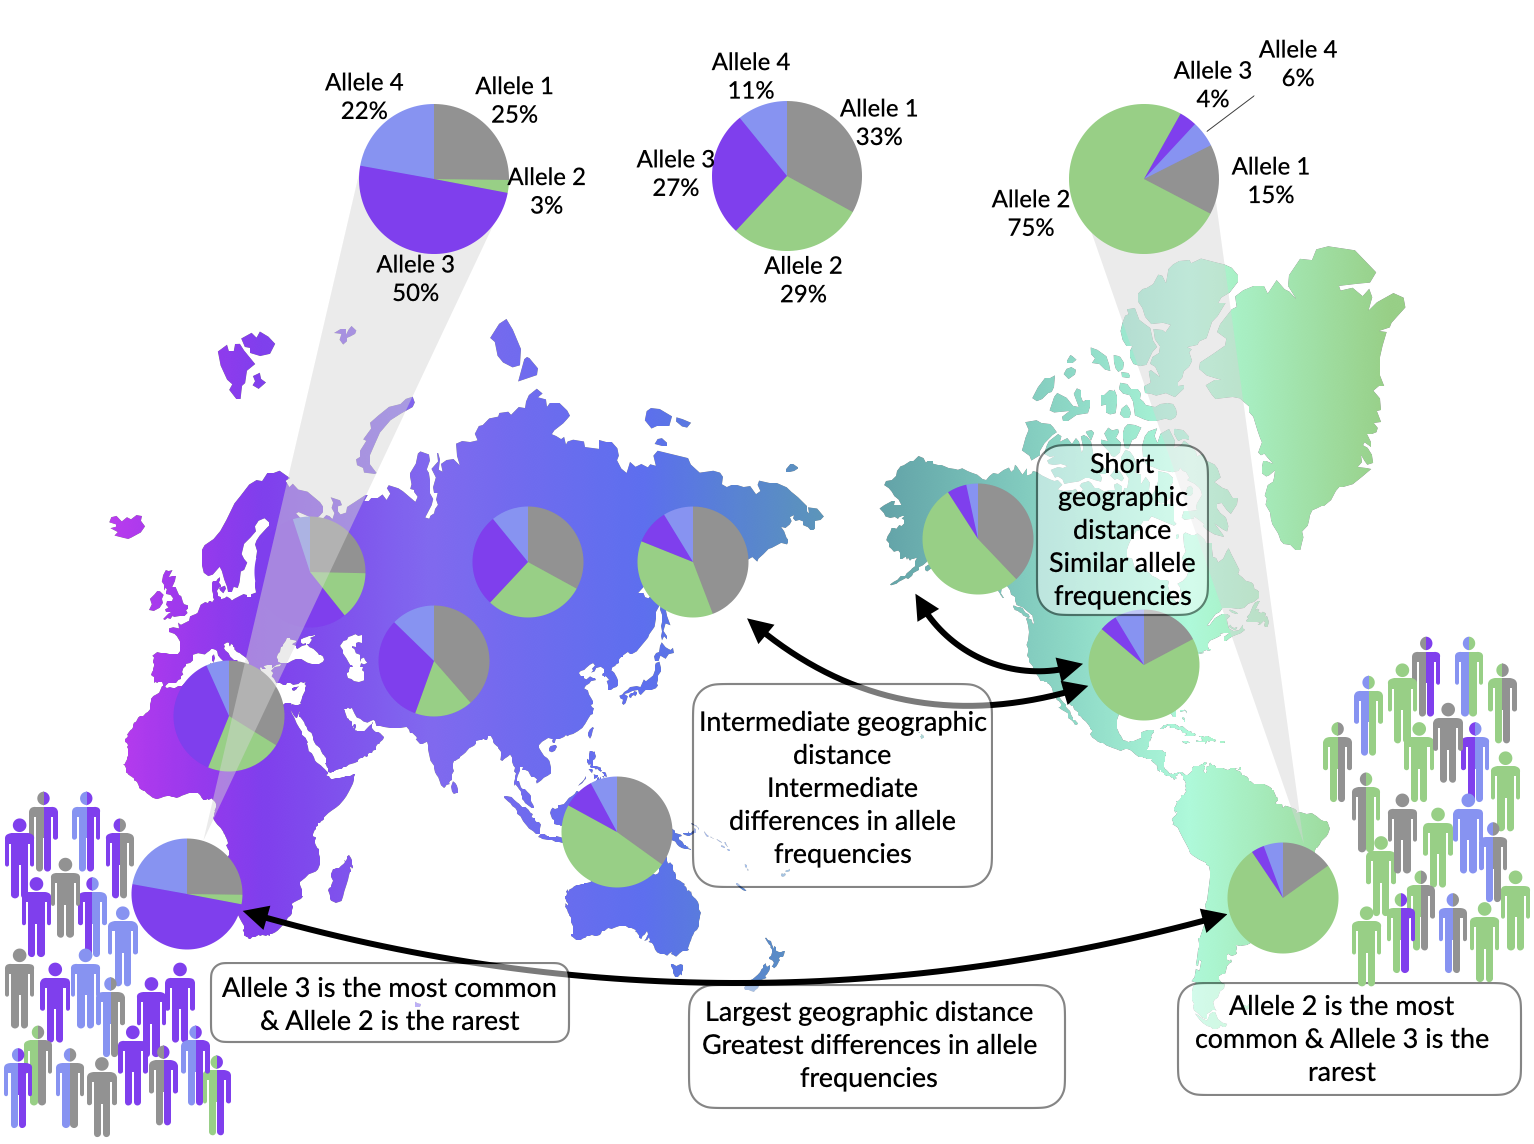 Allele 4
22%
Allele 1
25%
Allele 2
3%
Allele 3
50%
Allele 4
11%
Allele 1
33%
Allele 3
27%
Allele 2
29%
Allele 3
4%
Allele 4
6%
Allele 1
15%
Allele 2
75%
Short
geographic
distance
Similar allele
frequencies
Intermediate geographic
distance
Intermediate
differences in allele
frequencies
Allele 3 is the most common
& Allele 2 is the rarest
Largest geographic distance
Greatest differences in allele
frequencies
Allele 2 is the most
common & Allele 3 is the
rarest